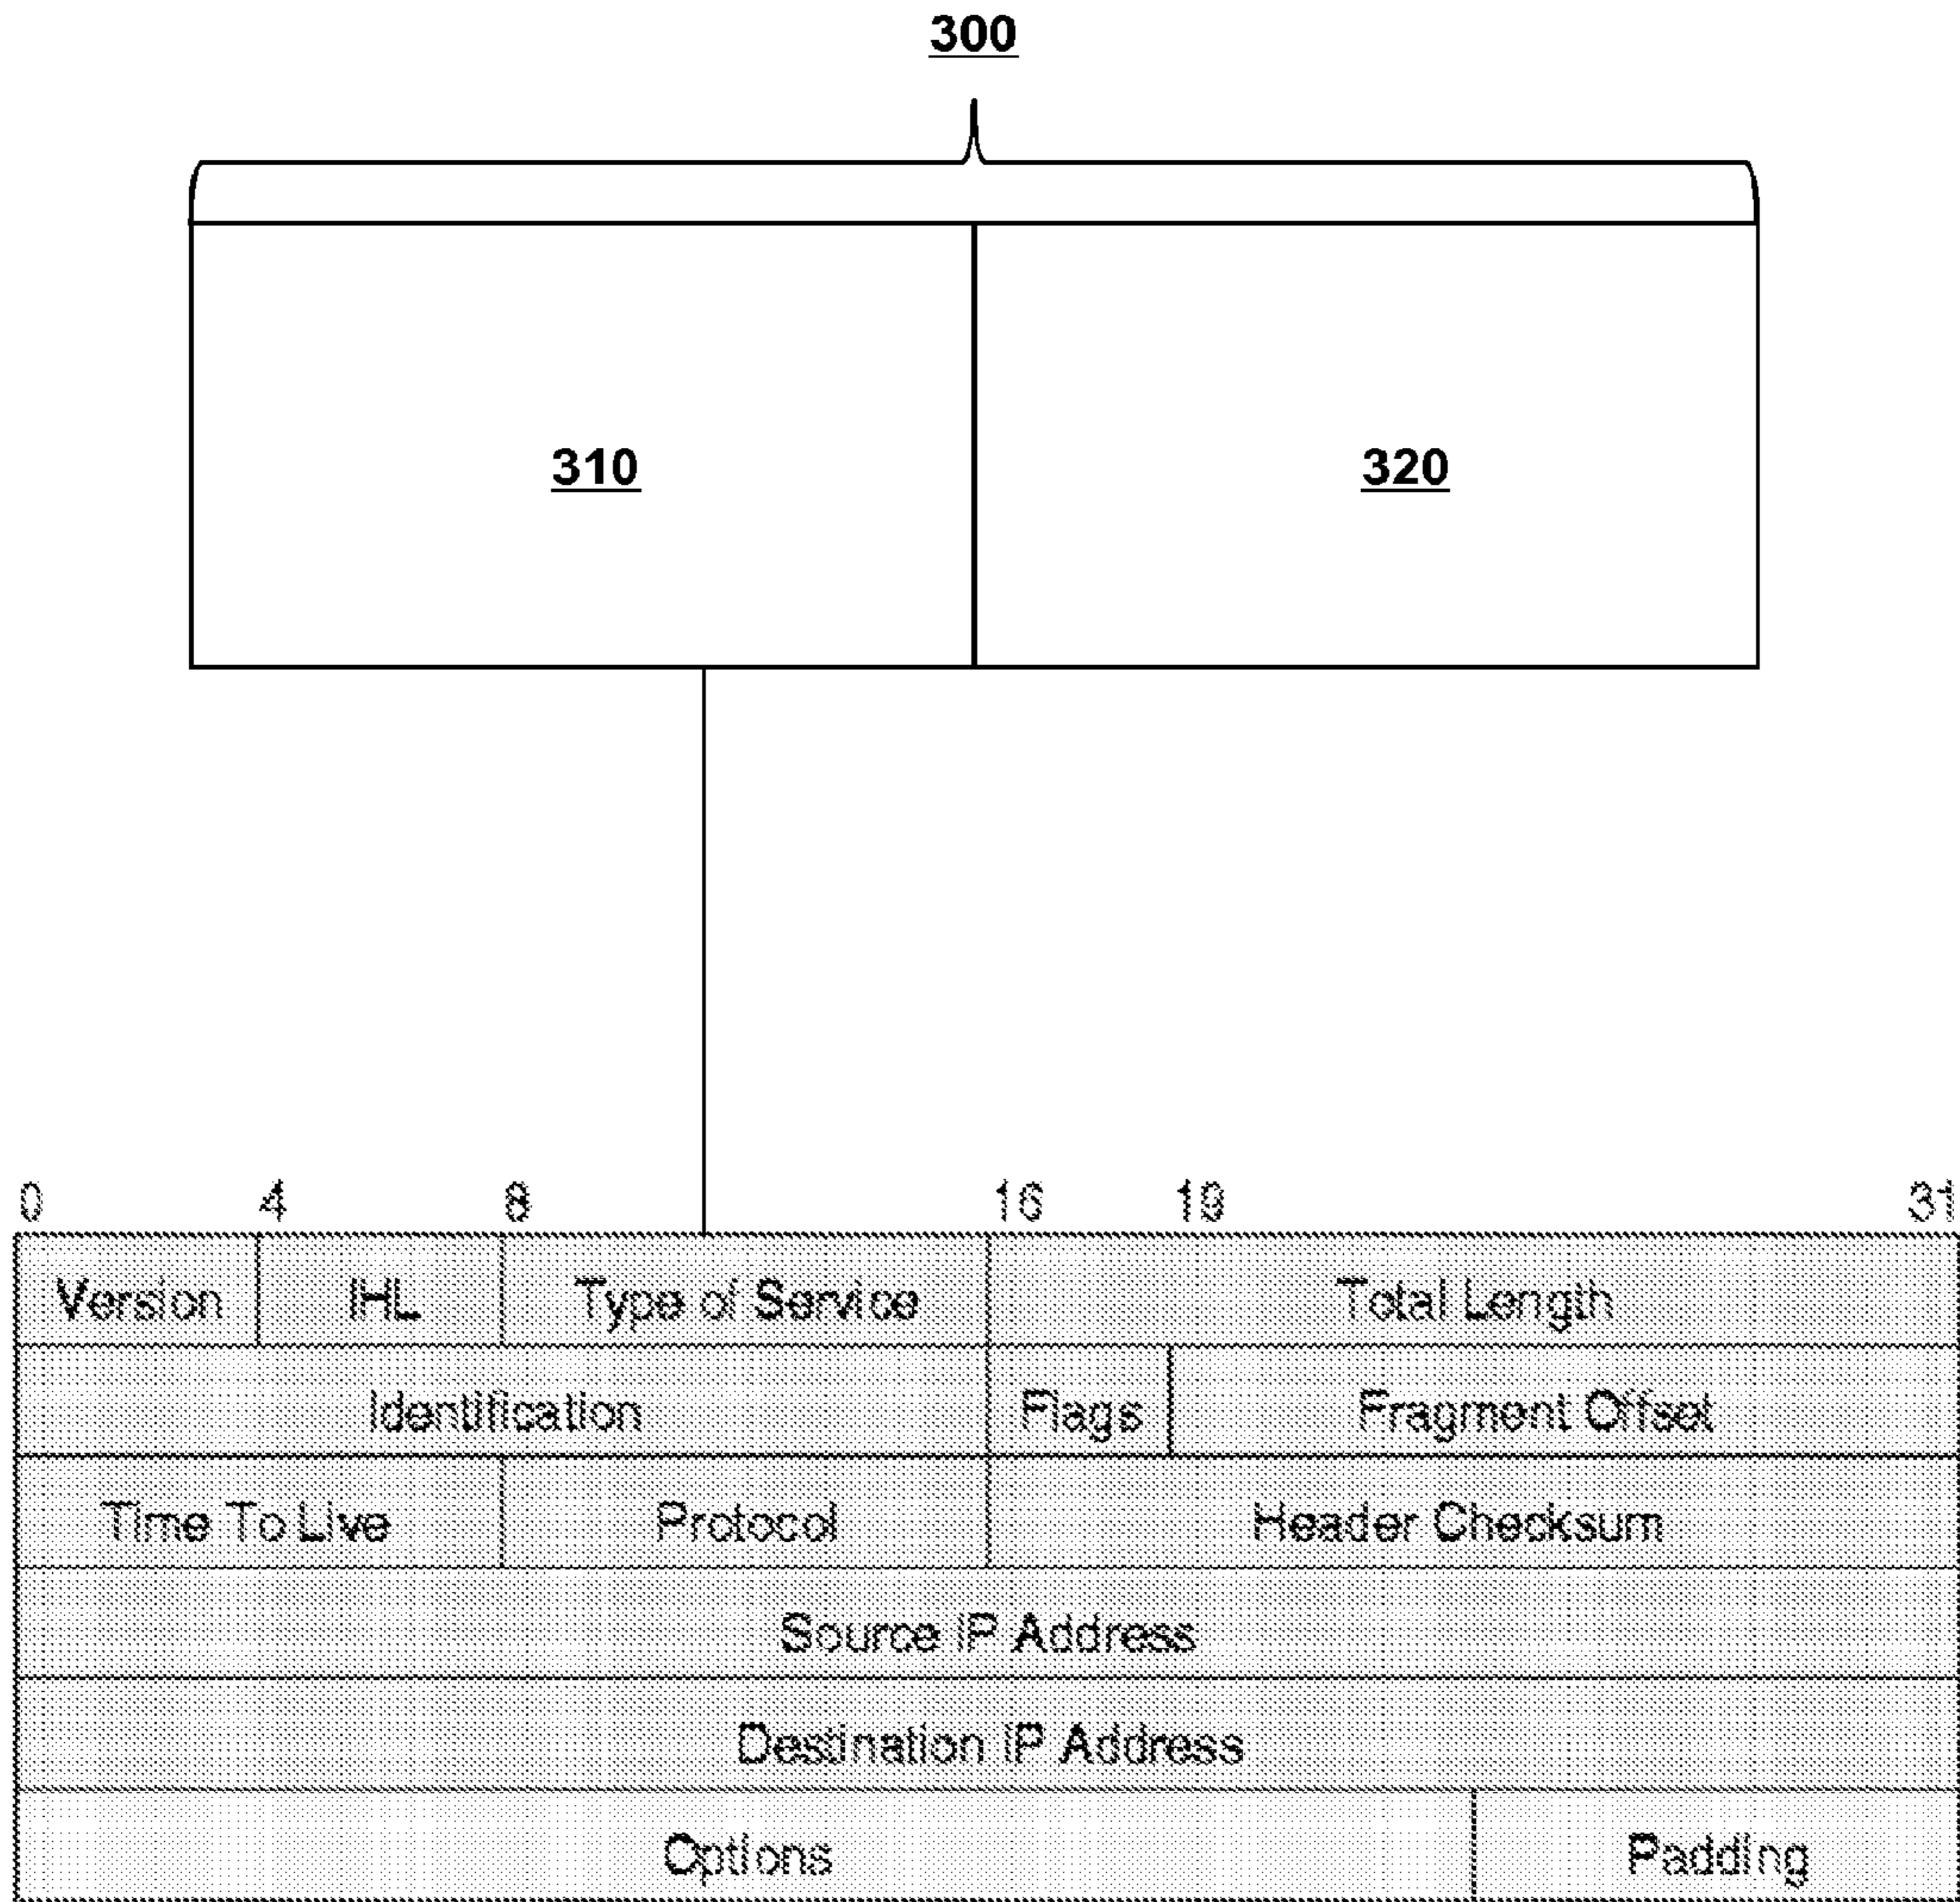 300
310 320
0 4 8 16 19 31
Version IHL Type of Service Total Length
Identification Flags Fragment Offset
Time To Live Protocol Header Checksum
Source IP Address
Destination IP Address
Options Padding